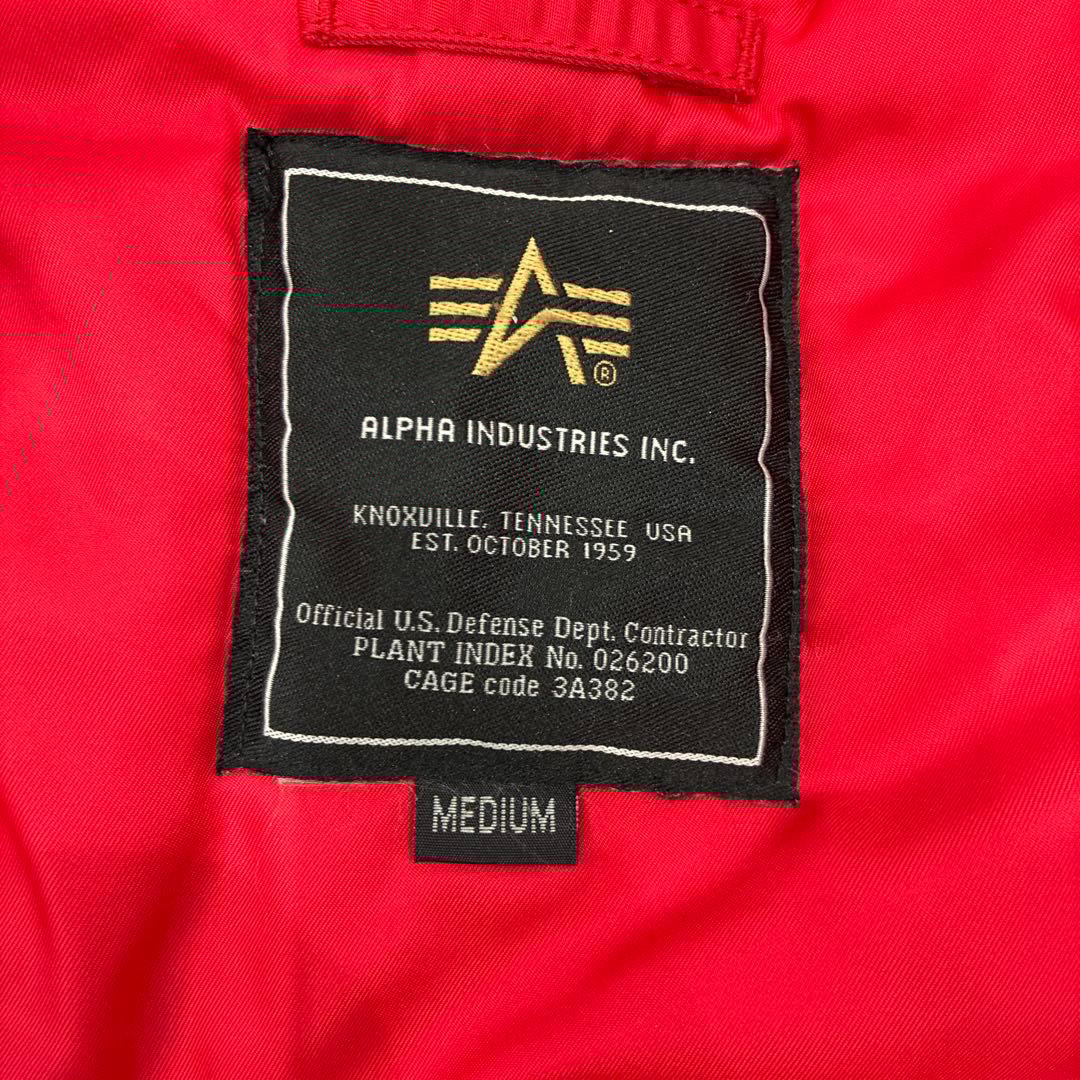 ®
ALPHA INDUSTRIES INC.
KNOXVILLE, TENNESSEE USA
EST. OCTOBER 1959
Official U.S. Defense Dept. Contractor
PLANT INDEX No. 026200
CAGE code 3A382
MEDIUM